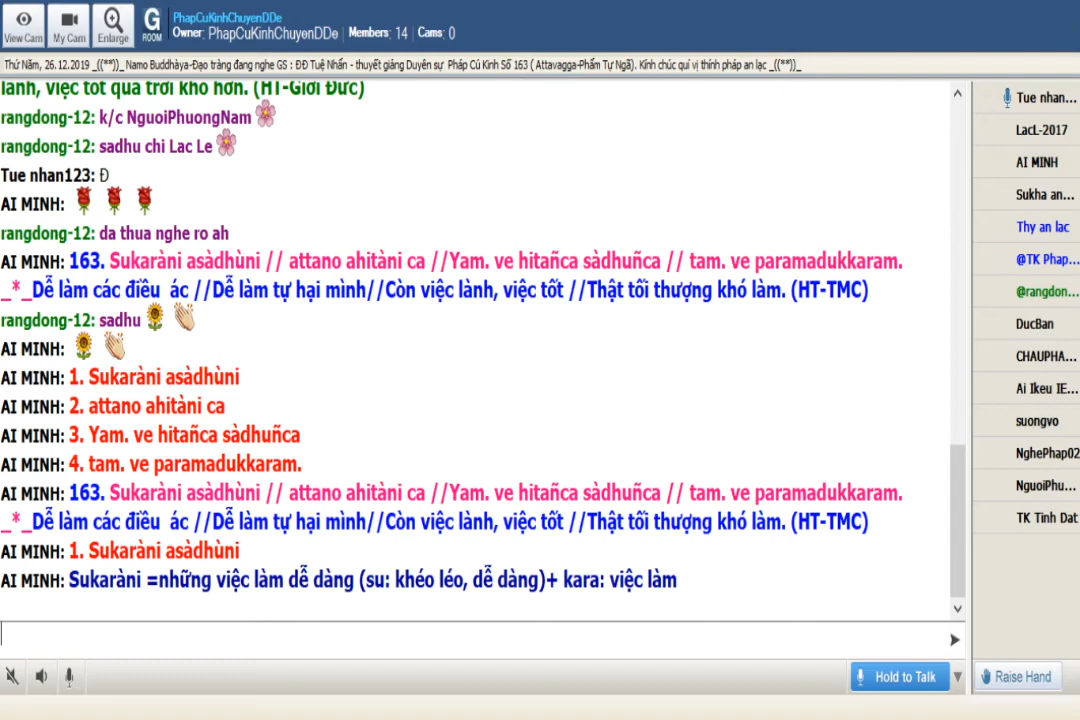 PhapCuKinhChuyenDDe
Owner: PhapCuKinhChuyenDDe Members: 14 Cams: 0
View Cam My Cam Enlarge G ROOM
Thứ Năm, 26.12.2019 _((**))_ Namo Buddhàya-Đạo tràng đang nghe GS : ĐĐ Tuệ Nhẫn - thuyết giảng Duyên sự Pháp Cú Kinh Số 163 ( Attavagga-Phẩm Tự Ngã). Kính chúc quí vị thính pháp an lạc _((**))_
lành, việc tốt quả trời khó hơn. (HT-Giới Đức)
rangdong-12: k/c NguoiPhuongNam
rangdong-12: sadhu chi Lac Le
Tue nhan123: Đ
AI MINH:
rangdong-12: da thua nghe ro ah
AI MINH: 163. Sukaràni asàdhùni // attano ahitàni ca //Yam. ve hitañca sàdhuñca // tam. ve paramadukkaram.
_*_Dễ làm các điều ác //Dễ làm tự hại mình//Còn việc lành, việc tốt //Thật tối thượng khó làm. (HT-TMC)
rangdong-12: sadhu
AI MINH:
AI MINH: 1. Sukaràni asàdhùni
AI MINH: 2. attano ahitàni ca
AI MINH: 3. Yam. ve hitañca sàdhuñca
AI MINH: 4. tam. ve paramadukkaram.
AI MINH: 163. Sukaràni asàdhùni // attano ahitàni ca //Yam. ve hitañca sàdhuñca // tam. ve paramadukkaram.
_*_Dễ làm các điều ác //Dễ làm tự hại mình//Còn việc lành, việc tốt //Thật tối thượng khó làm. (HT-TMC)
AI MINH: 1. Sukaràni asàdhùni
AI MINH: Sukaràni =những việc làm dễ dàng (su: khéo léo, dễ dàng)+ kara: việc làm
Tue nhan...
LacL-2017
AI MINH
Sukha an...
Thy an lac
@TK Phap...
@rangdon...
DucBan
CHAUPHA...
Ai Ikeu IE...
suongvo
NghePhap02
NguoiPhu...
TK Tinh Dat
Hold to Talk
Raise Hand